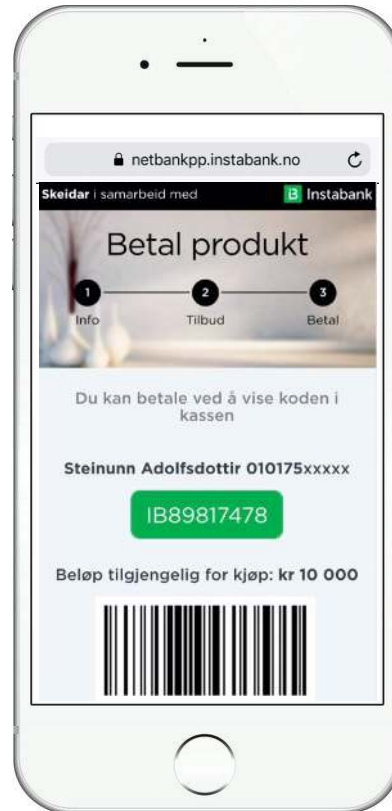 netbankpp.instabank.no
Skeidar i samarbeid med Instabank
Betal produkt
1 2 3
Info Tilbud Betal
Du kan betale ved å vise koden i
kassen
Steinunn Adolfsdottir 010175xxxxx
IB89817478
Beløp tilgjengelig for kjøp: kr 10 000